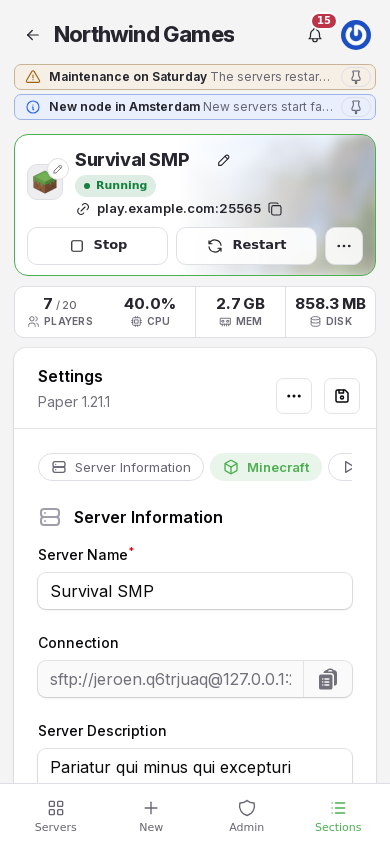 Northwind Games
15
Maintenance on Saturday The servers restar…
New node in Amsterdam New servers start fa…
Survival SMP
Running
play.example.com:25565
Stop
Restart
7 / 20
PLAYERS
40.0%
CPU
2.7 GB
MEM
858.3 MB
DISK
Settings
Paper 1.21.1
Server Information
Minecraft
Server Information
Server Name*
Survival SMP
Connection
sftp://jeroen.q6trjuaq@127.0.0.1:
Server Description
Pariatur qui minus qui excepturi
Servers
New
Admin
Sections